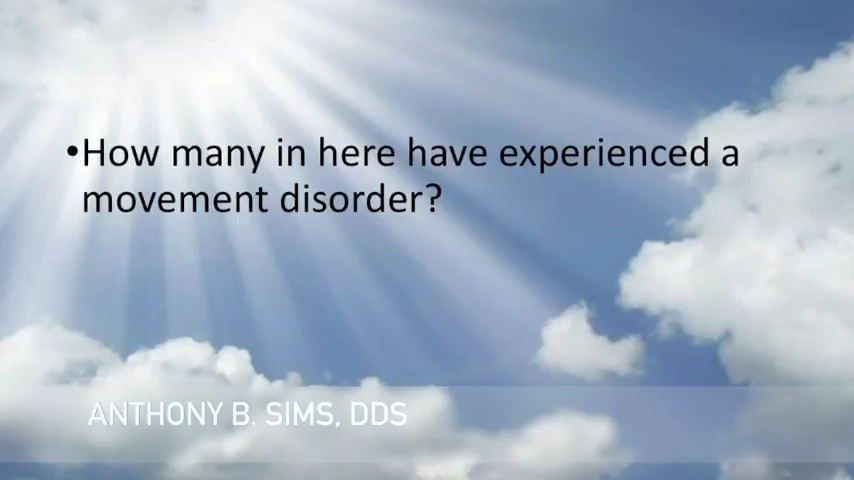 •How many in here have experienced a
movement disorder?
ANTHONY B. SIMS, DDS